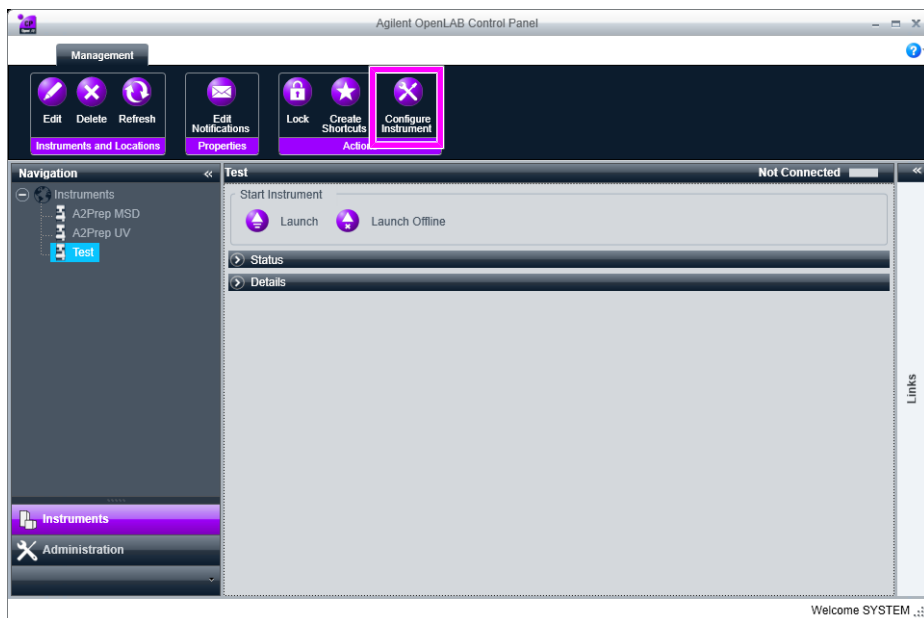 CP
Agilent OpenLAB Control Panel
Management
Edit
Delete
Refresh
Instruments and Locations
Edit
Notifications
Properties
Lock
Create
Shortcuts
Configure
Instrument
Actions
Navigation
Instruments
A2Prep MSD
A2Prep UV
Test
Instruments
Administration
Test
Not Connected
Start Instrument
Launch
Launch Offline
Status
Details
Links
Welcome SYSTEM